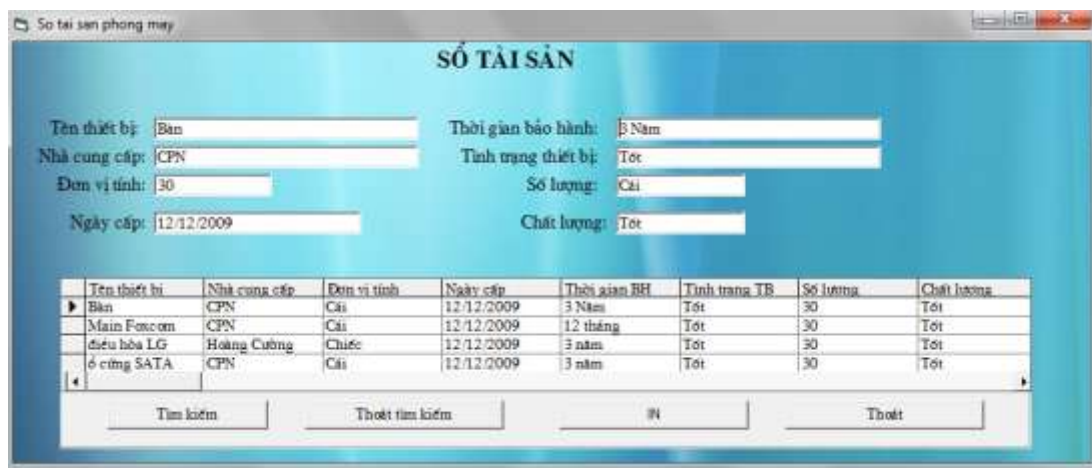 So tai san phong may
SỔ TÀI SẢN
Tên thiết bị: Bàn Thời gian bảo hành: 3 Năm
Nhà cung cấp: CPN Tình trạng thiết bị: Tốt
Đơn vị tính: 30 Số lượng: Cái
Ngày cấp: 12/12/2009 Chất lượng: Tốt
Tên thiết bị Nhà cung cấp Đơn vị tính Ngày cấp Thời gian BH Tình trạng TB Số lượng Chất lượng
Bàn CPN Cái 12/12/2009 3 Năm Tốt 30 Tốt
Main Foxcom CPN Cái 12/12/2009 12 tháng Tốt 30 Tốt
điều hòa LG Hoàng Cường Chiếc 12/12/2009 3 năm Tốt 30 Tốt
ổ cứng SATA CPN Cái 12/12/2009 3 năm Tốt 30 Tốt
Tìm kiếm Thoát tìm kiếm IN Thoát